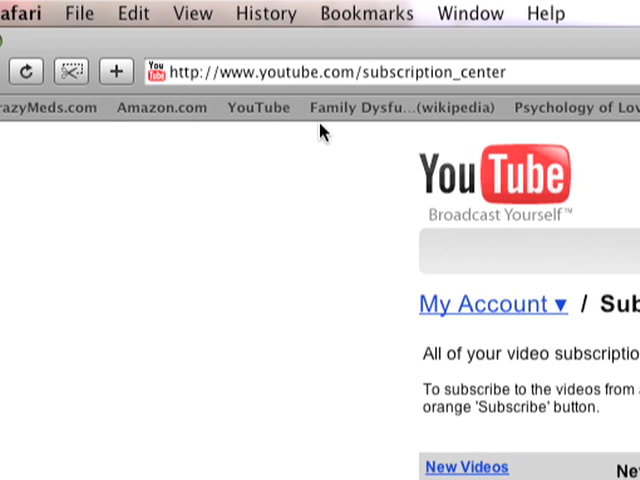 afari File Edit View History Bookmarks Window Help
You Tube http://www.youtube.com/subscription_center
razyMeds.com Amazon.com YouTube Family Dysfu...(wikipedia) Psychology of Lov
You Tube
Broadcast Yourself™
My Account ▾ / Sub
All of your video subscriptio
To subscribe to the videos from
orange 'Subscribe' button.
New Videos Ne